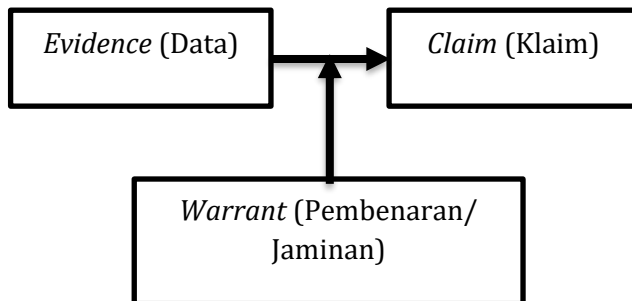 Evidence (Data)
Claim (Klaim)
Warrant (Pembenaran/
Jaminan)